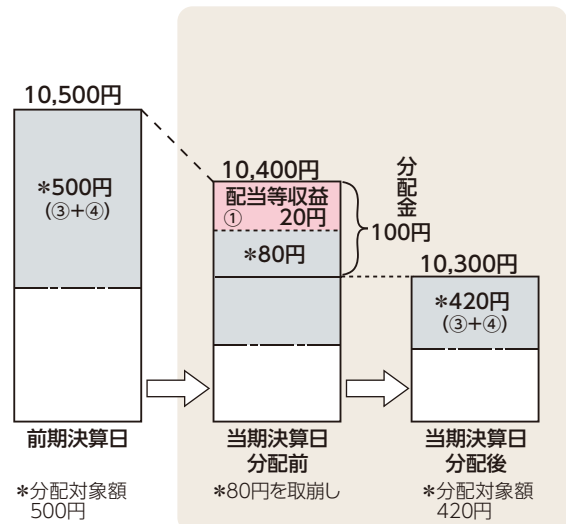 10,500円
*500円
(③+④)
前期決算日
*分配対象額
500円
10,400円
配当等収益
① 20円
*80円
分配金
100円
当期決算日
分配前
*80円を取崩し
10,300円
*420円
(③+④)
当期決算日
分配後
*分配対象額
420円